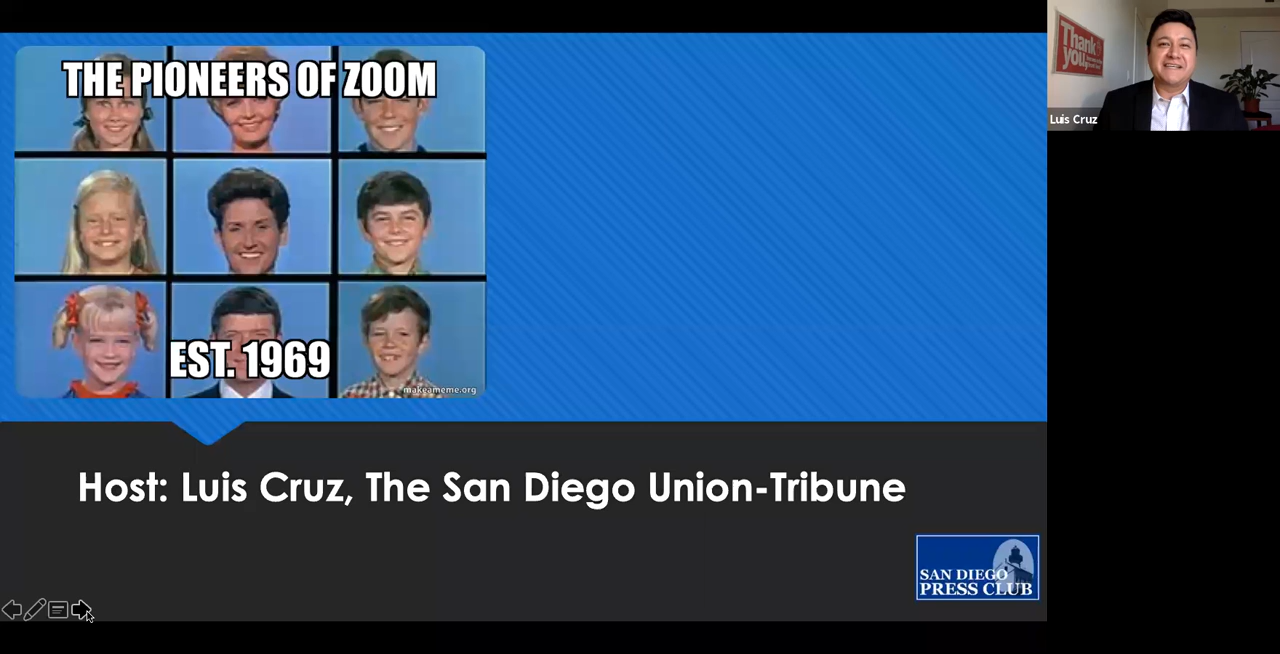 THE PIONEERS OF ZOOM
EST. 1969
makeameme.org
Host: Luis Cruz, The San Diego Union-Tribune
SAN DIEGO
PRESS CLUB
Thank
you
Luis Cruz